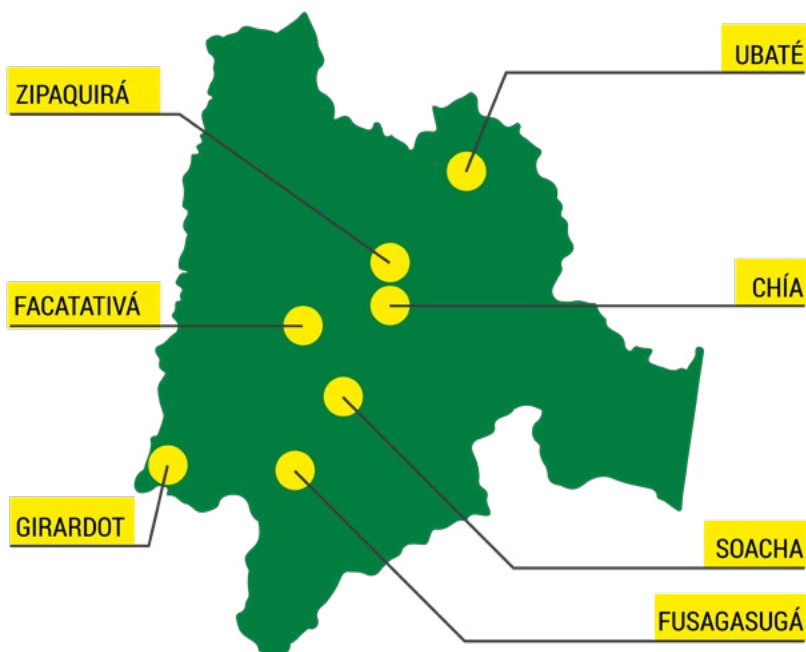 UBATÉ
ZIPAQUIRÁ
CHÍA
FACATATIVÁ
GIRARDOT
SOACHA
FUSAGASUGÁ